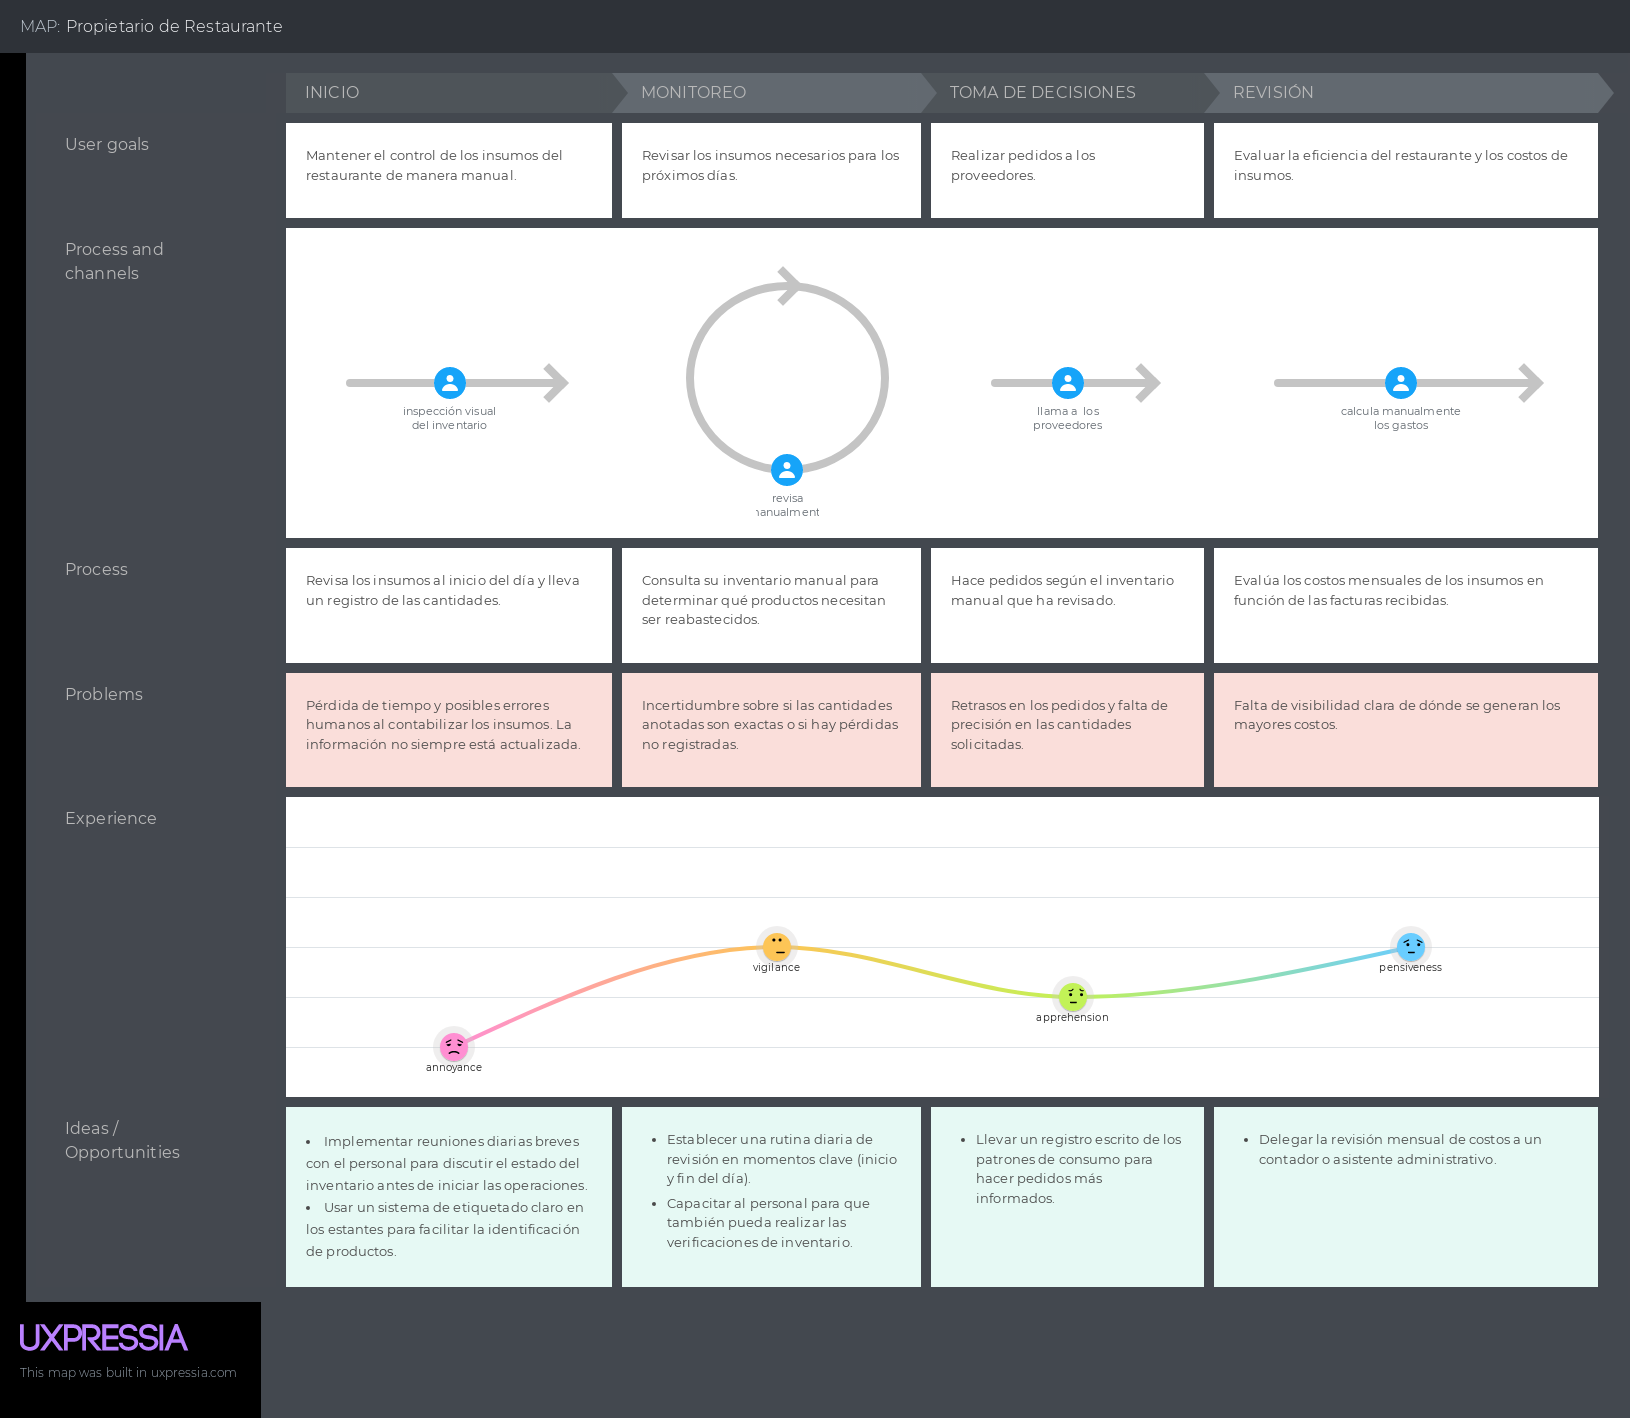 MAP: Propietario de Restaurante
INICIO
MONITOREO
TOMA DE DECISIONES
REVISIÓN
User goals
Mantener el control de los insumos del
restaurante de manera manual.
Revisar los insumos necesarios para los
próximos días.
Realizar pedidos a los
proveedores.
Evaluar la eficiencia del restaurante y los costos de
insumos.
Process and
channels
inspección visual
del inventario
revisa
manualment
llama a los
proveedores
calcula manualmente
los gastos
Process
Revisa los insumos al inicio del día y lleva
un registro de las cantidades.
Consulta su inventario manual para
determinar qué productos necesitan
ser reabastecidos.
Hace pedidos según el inventario
manual que ha revisado.
Evalúa los costos mensuales de los insumos en
función de las facturas recibidas.
Problems
Pérdida de tiempo y posibles errores
humanos al contabilizar los insumos. La
información no siempre está actualizada.
Incertidumbre sobre si las cantidades
anotadas son exactas o si hay pérdidas
no registradas.
Retrasos en los pedidos y falta de
precisión en las cantidades
solicitadas.
Falta de visibilidad clara de dónde se generan los
mayores costos.
Experience
annoyance
vigilance
apprehension
pensiveness
Ideas /
Opportunities
• Implementar reuniones diarias breves
con el personal para discutir el estado del
inventario antes de iniciar las operaciones.
• Usar un sistema de etiquetado claro en
los estantes para facilitar la identificación
de productos.
• Establecer una rutina diaria de
revisión en momentos clave (inicio
y fin del día).
• Capacitar al personal para que
también pueda realizar las
verificaciones de inventario.
• Llevar un registro escrito de los
patrones de consumo para
hacer pedidos más
informados.
• Delegar la revisión mensual de costos a un
contador o asistente administrativo.
UXPRESSIA
This map was built in uxpressia.com